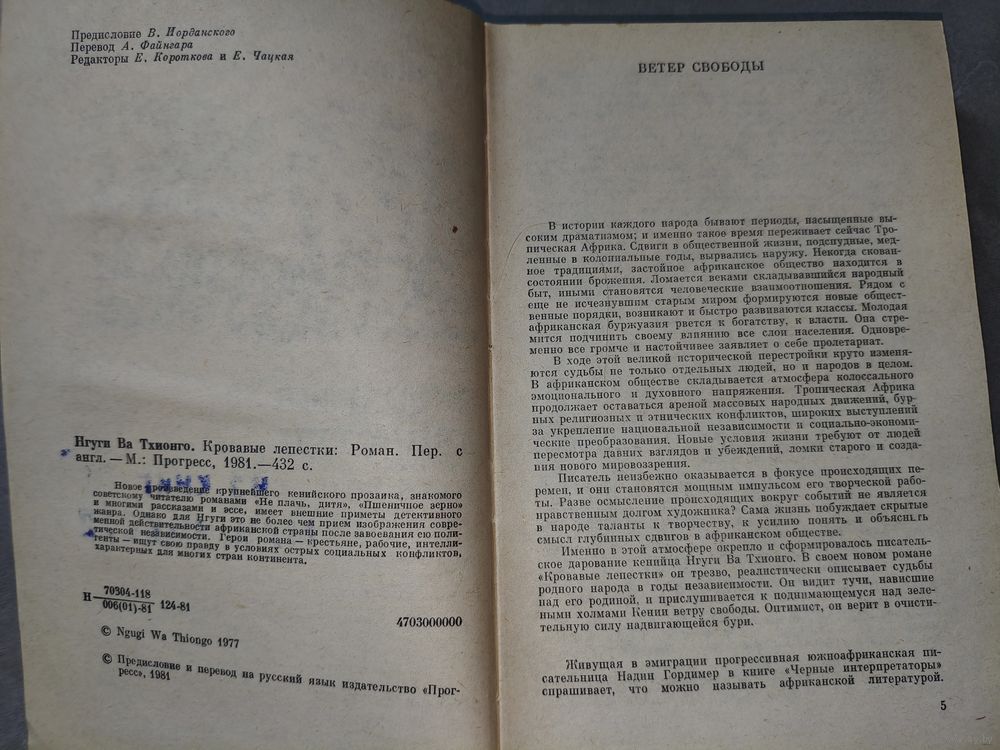 Предисловие В. Иорданского
Перевод А. Файнгара
Редакторы Е. Короткова и Е. Чацкая
Нгуги Ва Тхионго. Кровавые лепестки: Роман. Пер. с
англ. — М.: Прогресс, 1981.—432 с.
Новое произведение крупнейшего кенийского прозаика, знакомого
советскому читателю романами «Не плачь, дитя», «Пшеничное зерно»
и многими рассказами и эссе, имеет внешние приметы детективного
жанра. Однако для Нгуги это не более чем прием изображения совре-
менной действительности африканской страны после завоевания ею поли-
тической независимости. Герои романа — крестьяне, рабочие, интелли-
генты — ищут свою правду в условиях острых социальных конфликтов,
характерных для многих стран континента.
Н 70304-118
006(01)-81 124-81
4703000000
© Ngugi Wa Thiongo 1977
© Предисловие и перевод на русский язык издательство «Прог-
ресс», 1981
ВЕТЕР СВОБОДЫ
В истории каждого народа бывают периоды, насыщенные вы-
соким драматизмом; и именно такое время переживает сейчас Тро-
пическая Африка. Сдвиги в общественной жизни, подспудные, мед-
ленные в колониальные годы, вырвались наружу. Некогда скован-
ное традициями, застойное африканское общество находится в
состоянии брожения. Ломается веками складывавшийся народный
быт, иными становятся человеческие взаимоотношения. Рядом с
еще не исчезнувшим старым миром формируются новые общест-
венные порядки, возникают и быстро развиваются классы. Молодая
африканская буржуазия рвется к богатству, к власти. Она стре-
мится подчинить своему влиянию все слои населения. Одновре-
менно все громче и настойчивее заявляет о себе пролетариат.
В ходе этой великой исторической перестройки круто изменя-
ются судьбы не только отдельных людей, но и народов в целом.
В африканском обществе складывается атмосфера колоссального
эмоционального и духовного напряжения. Тропическая Африка
продолжает оставаться ареной массовых народных движений, бур-
ных религиозных и этнических конфликтов, широких выступлений
за укрепление национальной независимости и социально-экономи-
ческие преобразования. Новые условия жизни требуют от людей
пересмотра давних взглядов и убеждений, ломки старого и созда-
ния нового мировоззрения.
Писатель неизбежно оказывается в фокусе происходящих пе-
ремен, и они становятся мощным импульсом его творческой рабо-
ты. Разве осмысление происходящих вокруг событий не является
нравственным долгом художника? Сама жизнь побуждает скрытые
в народе таланты к творчеству, к усилию понять и объяснить
смысл глубинных сдвигов в африканском обществе.
Именно в этой атмосфере окрепло и сформировалось писатель-
ское дарование кенийца Нгуги Ва Тхионго. В своем новом романе
«Кровавые лепестки» он трезво, реалистически описывает судьбы
родного народа в годы независимости. Он видит тучи, нависшие
над его родиной, и прислушивается к поднимающемуся над зеле-
ными холмами Кении ветру свободы. Оптимист, он верит в очисти-
тельную силу надвигающейся бури.
Живущая в эмиграции прогрессивная южноафриканская пи-
сательница Надин Гордимер в книге «Черные интерпретаторы»
спрашивает, что можно называть африканской литературой.
5